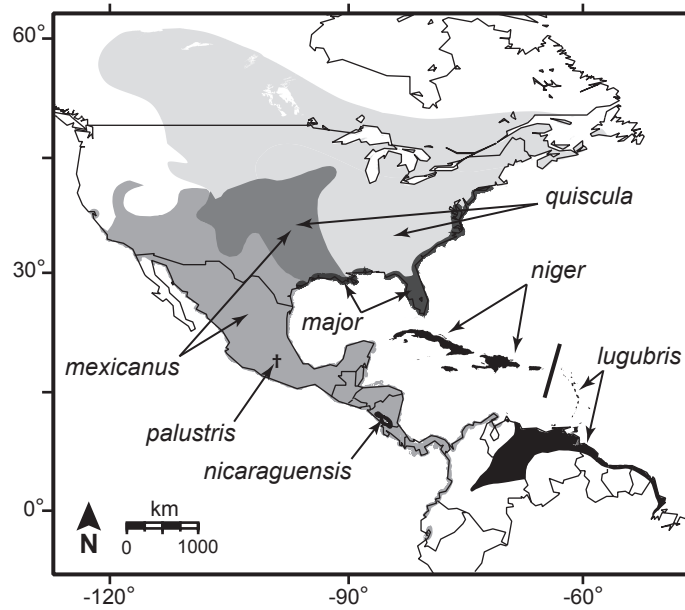 60°
quiscula
30°
niger
major
lugubris
mexicanus
palustris
nicaraguensis
km
0°
N
0 1000
-120° -90° -60°